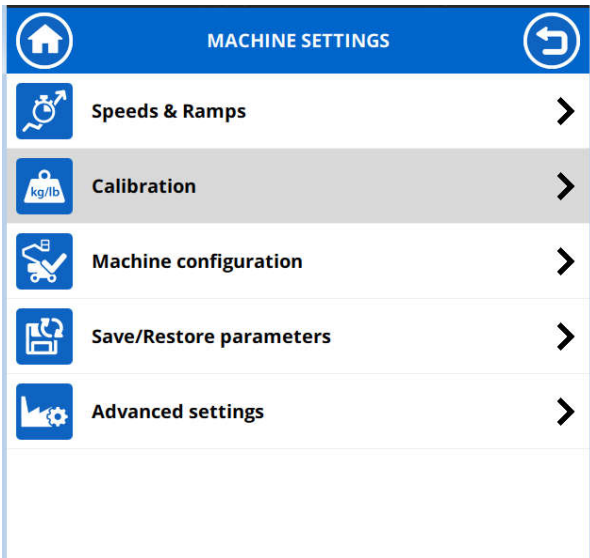 MACHINE SETTINGS
Speeds & Ramps
kg/lb
Calibration
Machine configuration
Save/Restore parameters
Advanced settings